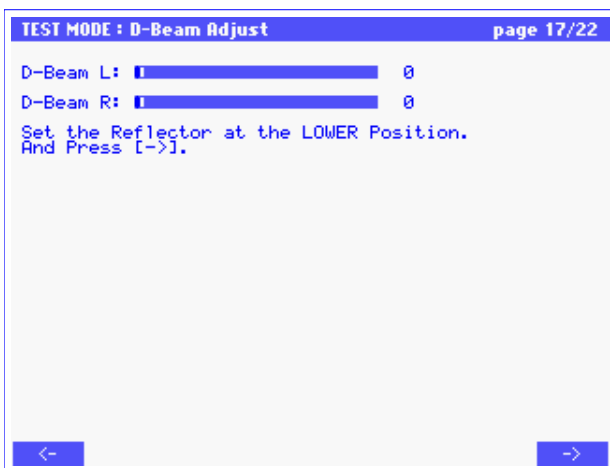 TEST MODE : D-Beam Adjust page 17/22
D-Beam L: 0
D-Beam R: 0
Set the Reflector at the LOWER Position.
And Press [->].
<- ->